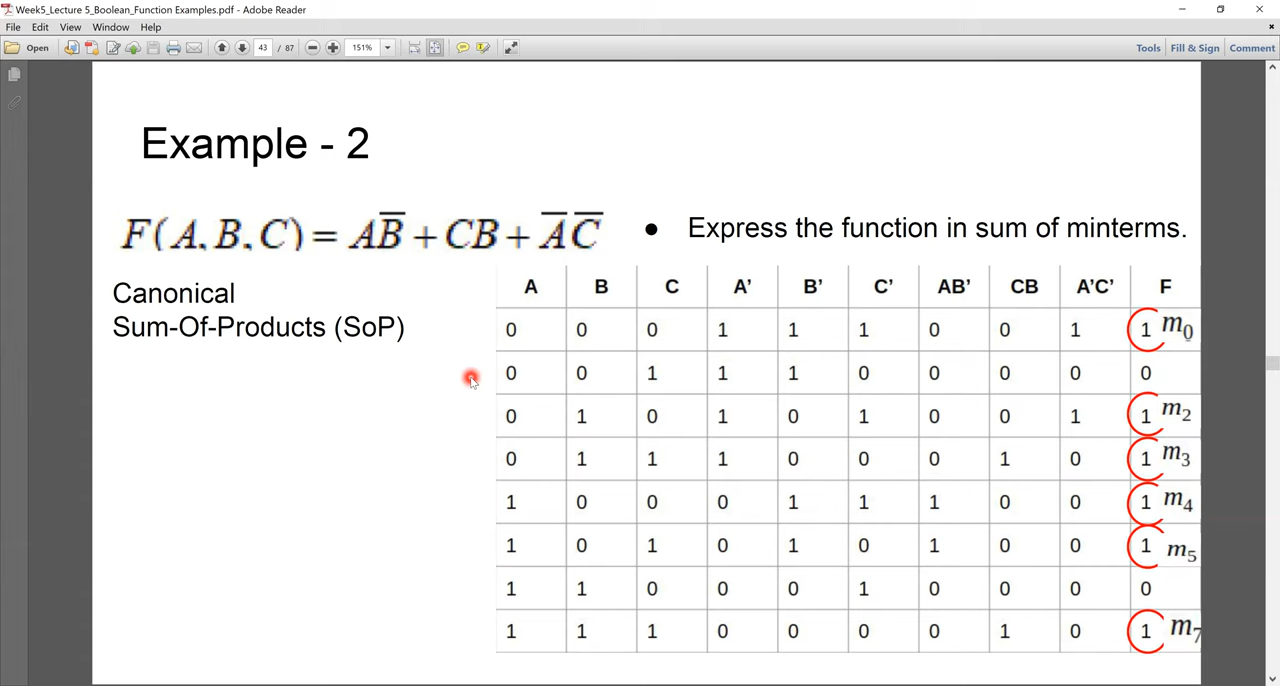 Week5_Lecture 5_Boolean_Function Examples.pdf - Adobe Reader
File Edit View Window Help
Open 43 / 87 151% Tools Fill & Sign Comment
Example - 2
F(A, B, C) = AB̅ + CB + A̅ C̅
● Express the function in sum of minterms.
Canonical
Sum-Of-Products (SoP)
A B C A’ B’ C’ AB’ CB A’C’ F
0 0 0 1 1 1 0 0 1 1 m0
0 0 1 1 1 0 0 0 0 0
0 1 0 1 0 1 0 0 1 1 m2
0 1 1 1 0 0 0 1 0 1 m3
1 0 0 0 1 1 1 0 0 1 m4
1 0 1 0 1 0 1 0 0 1 m5
1 1 0 0 0 1 0 0 0 0
1 1 1 0 0 0 0 1 0 1 m7